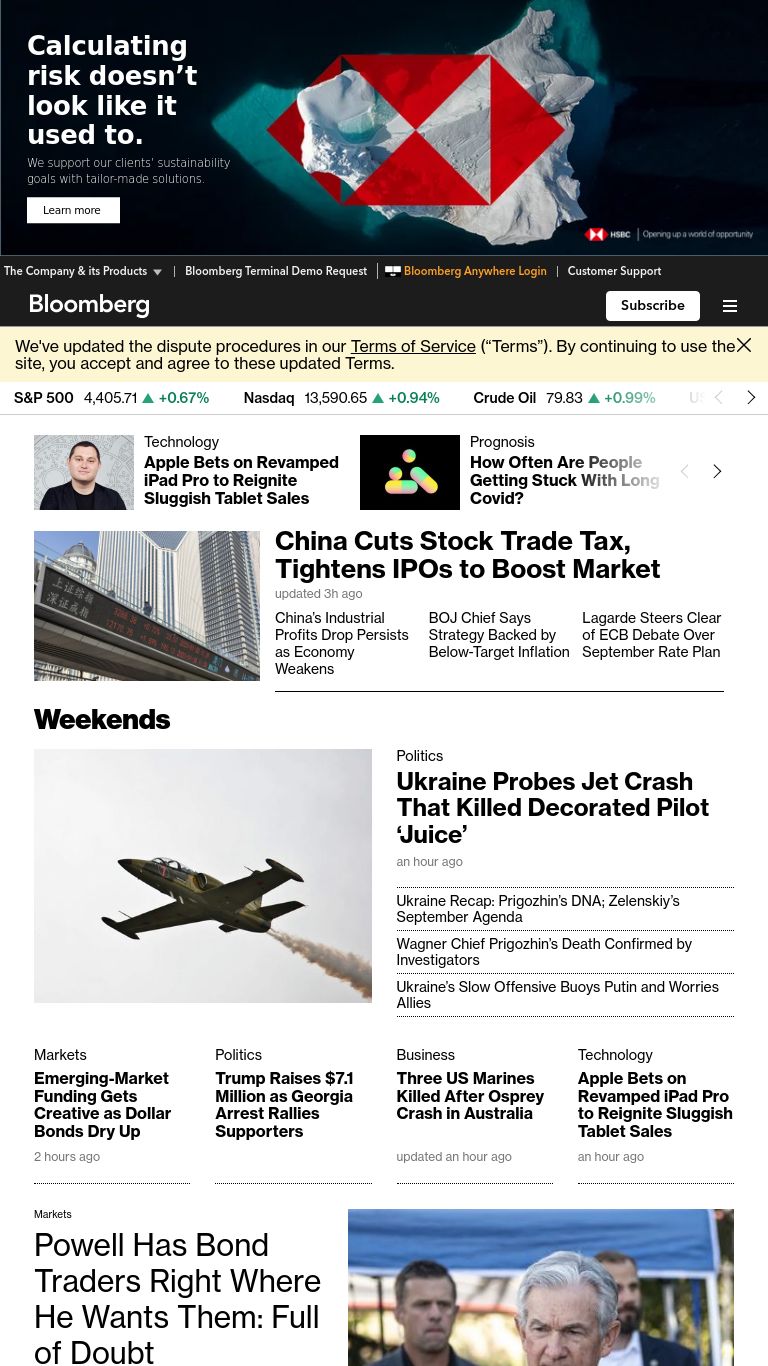 Calculating
risk doesn’t
look like it
used to.
We support our clients’ sustainability
goals with tailor-made solutions.
Learn more
HSBC | Opening up a world of opportunity
The Company & its Products
Bloomberg Terminal Demo Request
Bloomberg Anywhere Login
Customer Support
Bloomberg
Subscribe
We've updated the dispute procedures in our Terms of Service (“Terms”). By continuing to use the
site, you accept and agree to these updated Terms.
S&P 500 4,405.71 +0.67%
Nasdaq 13,590.65 +0.94%
Crude Oil 79.83 +0.99%
US
Technology
Apple Bets on Revamped
iPad Pro to Reignite
Sluggish Tablet Sales
Prognosis
How Often Are People
Getting Stuck With Long
Covid?
上证综指
深证成指
China Cuts Stock Trade Tax,
Tightens IPOs to Boost Market
updated 3h ago
China’s Industrial
Profits Drop Persists
as Economy
Weakens
BOJ Chief Says
Strategy Backed by
Below-Target Inflation
Lagarde Steers Clear
of ECB Debate Over
September Rate Plan
Weekends
Politics
Ukraine Probes Jet Crash
That Killed Decorated Pilot
‘Juice’
an hour ago
Ukraine Recap: Prigozhin’s DNA; Zelenskiy’s
September Agenda
Wagner Chief Prigozhin’s Death Confirmed by
Investigators
Ukraine’s Slow Offensive Buoys Putin and Worries
Allies
Markets
Emerging-Market
Funding Gets
Creative as Dollar
Bonds Dry Up
2 hours ago
Politics
Trump Raises $7.1
Million as Georgia
Arrest Rallies
Supporters
Business
Three US Marines
Killed After Osprey
Crash in Australia
updated an hour ago
Technology
Apple Bets on
Revamped iPad Pro
to Reignite Sluggish
Tablet Sales
an hour ago
Markets
Powell Has Bond
Traders Right Where
He Wants Them: Full
of Doubt